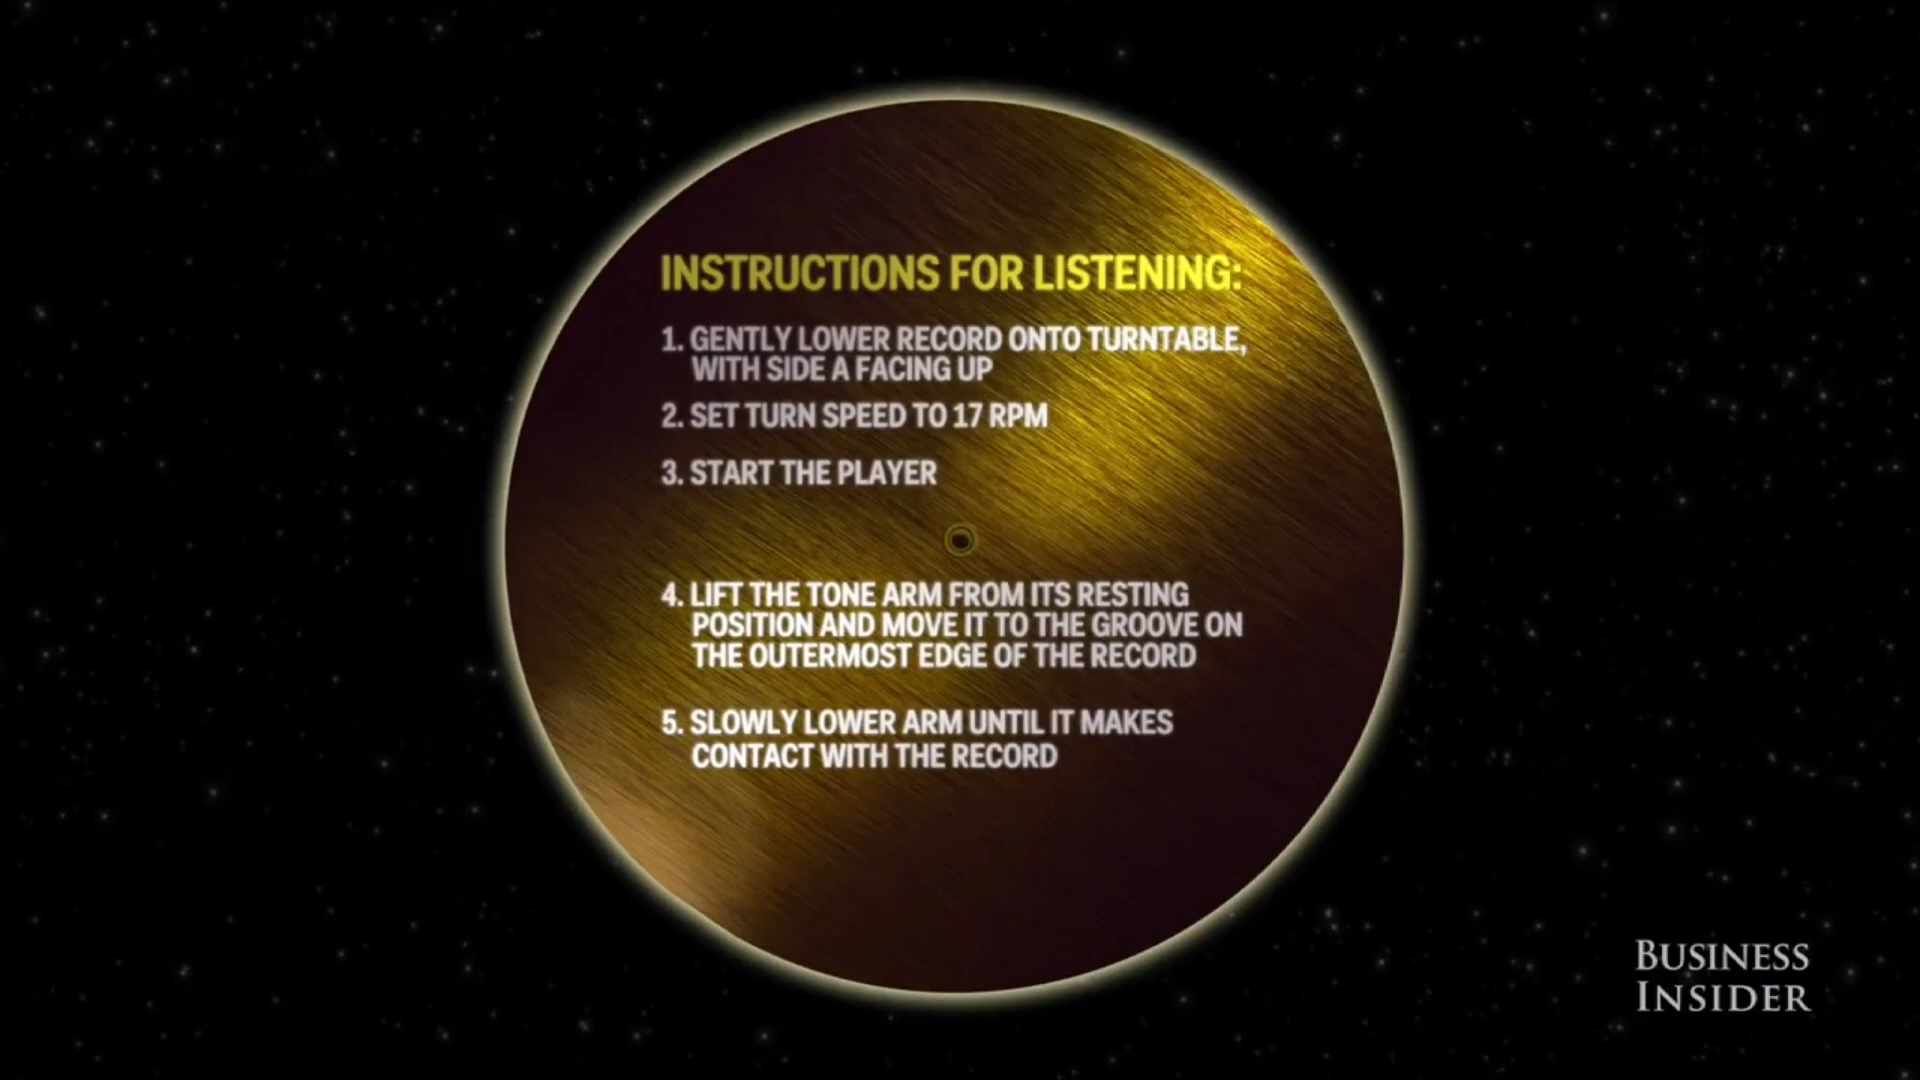 INSTRUCTIONS FOR LISTENING:
1. GENTLY LOWER RECORD ONTO TURNTABLE,
WITH SIDE A FACING UP
2. SET TURN SPEED TO 17 RPM
3. START THE PLAYER
4. LIFT THE TONE ARM FROM ITS RESTING
POSITION AND MOVE IT TO THE GROOVE ON
THE OUTERMOST EDGE OF THE RECORD
5. SLOWLY LOWER ARM UNTIL IT MAKES
CONTACT WITH THE RECORD
BUSINESS
INSIDER